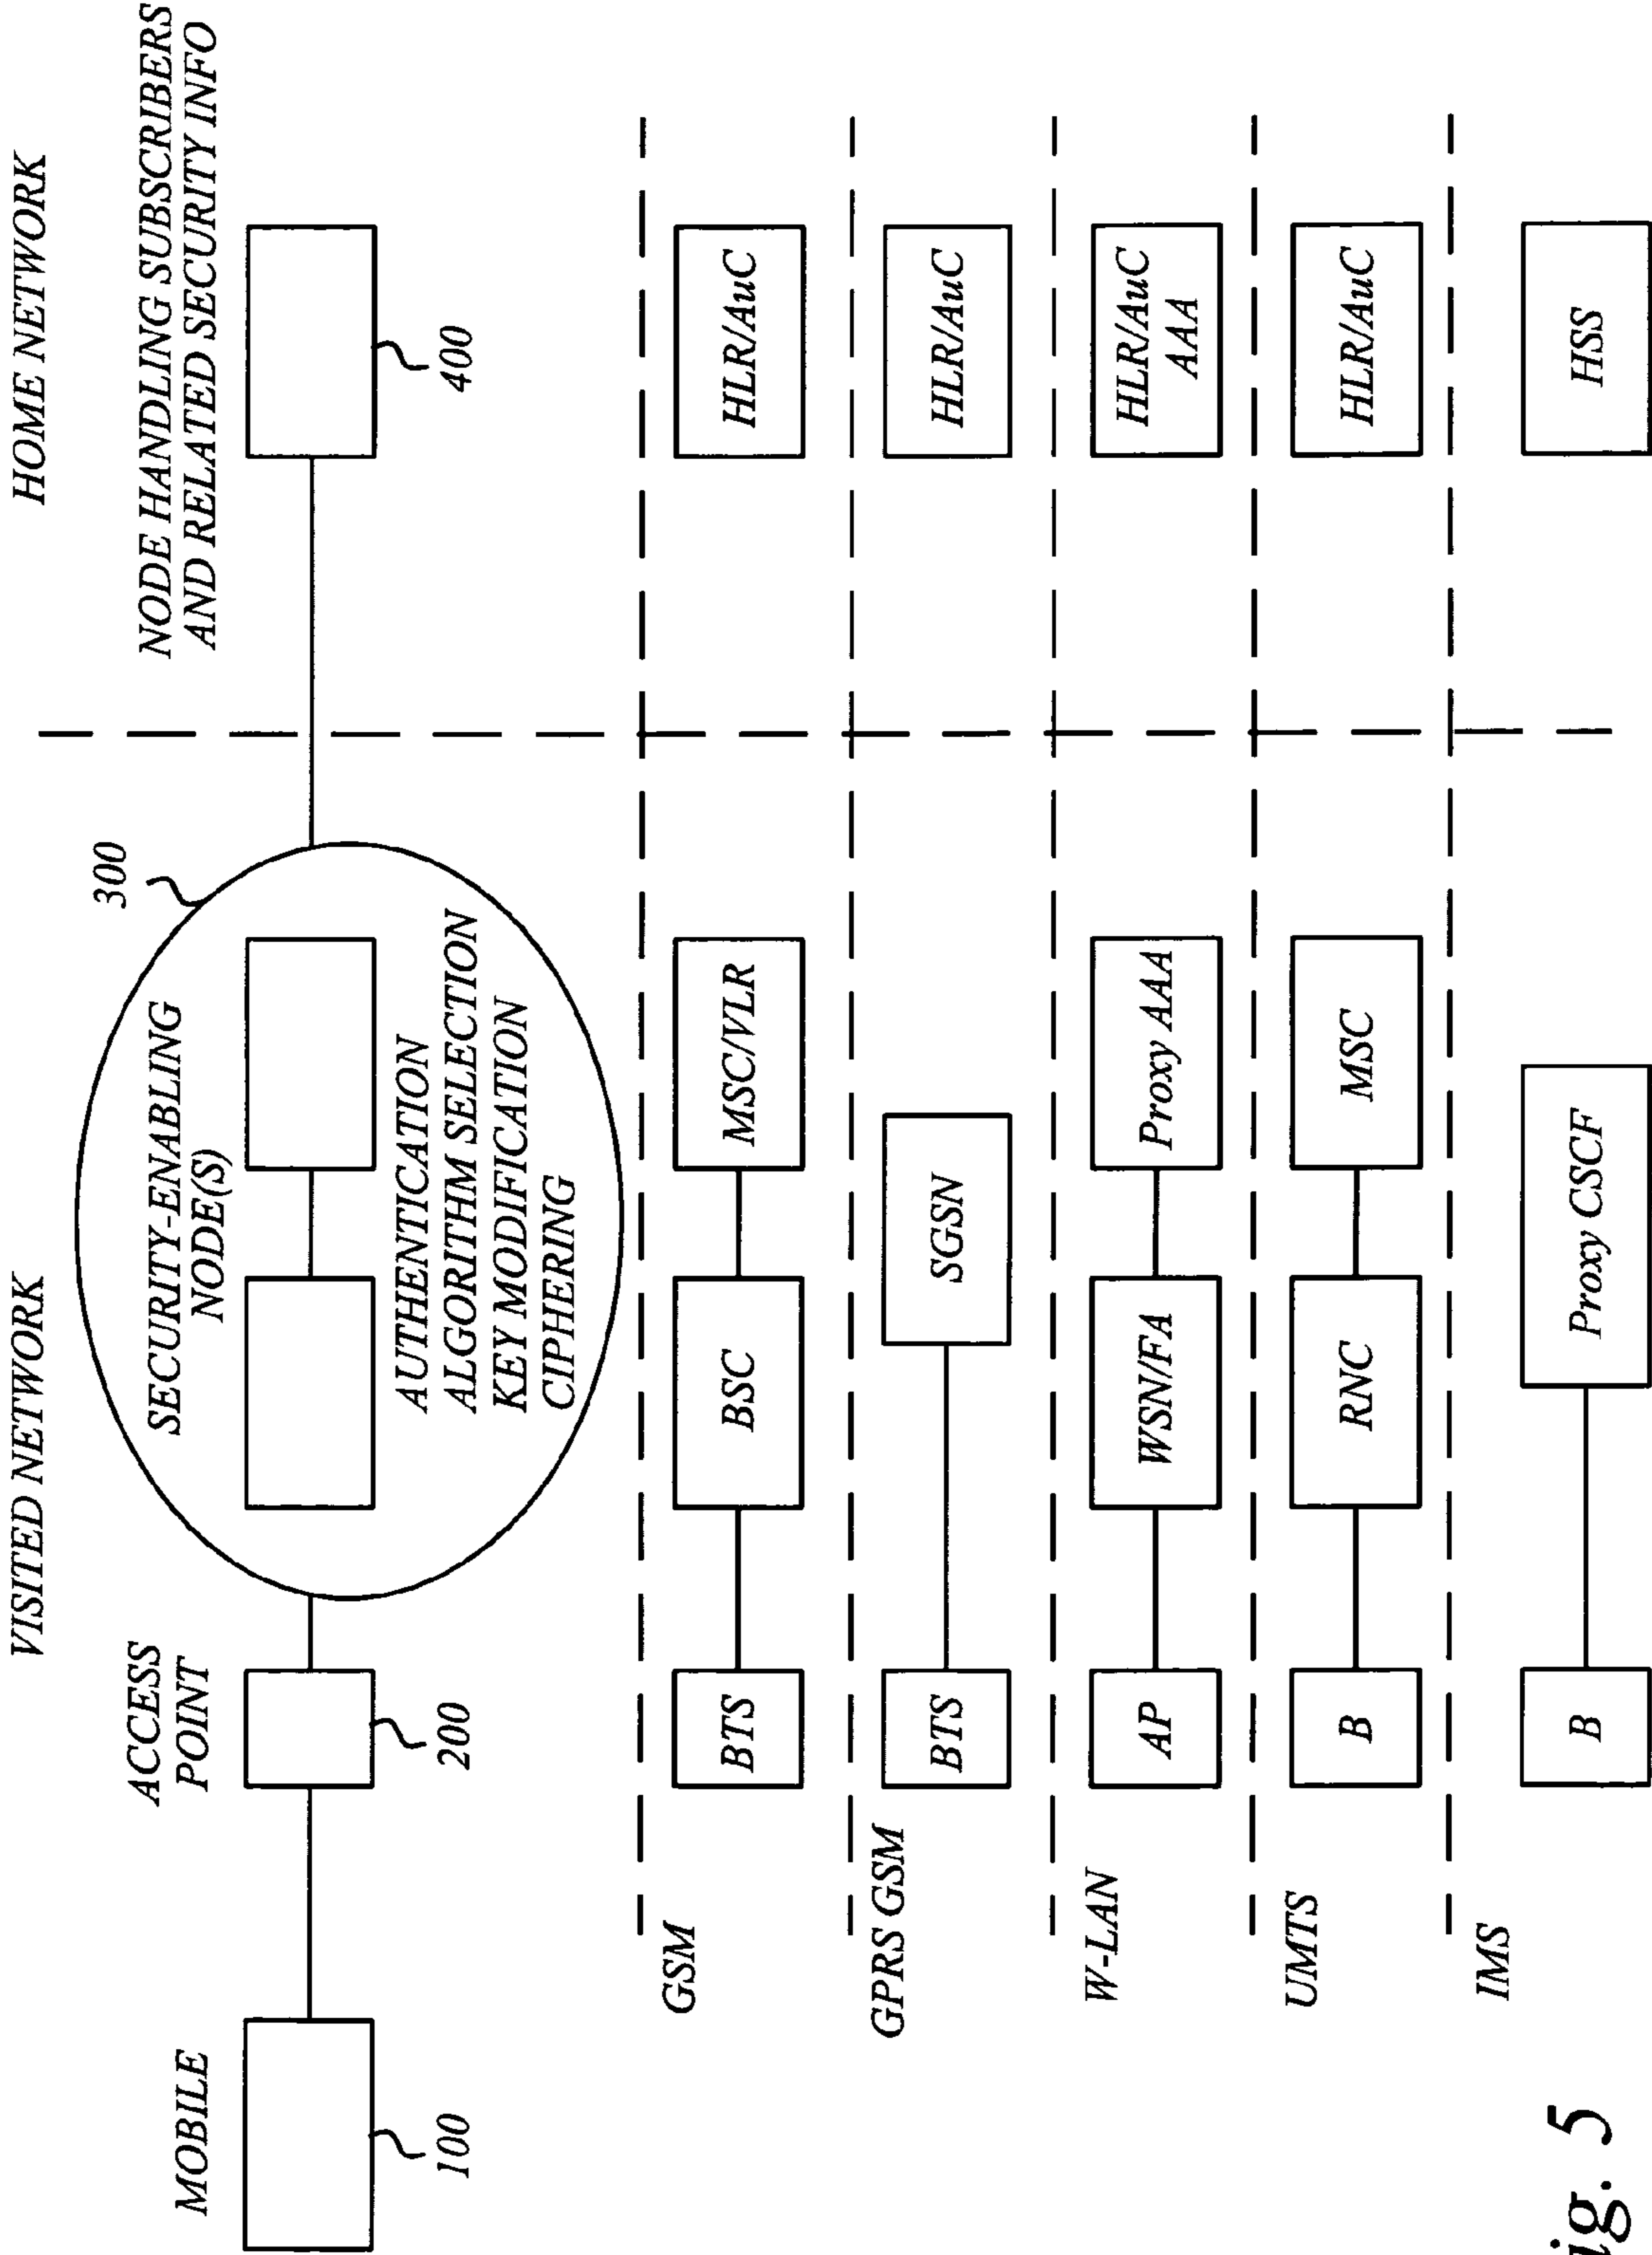 VISITED NETWORK
HOME NETWORK
MOBILE
100
ACCESS
POINT
200
SECURITY-ENABLING
NODE(S)
AUTHENTICATION
ALGORITHM SELECTION
KEY MODIFICATION
CIPHERING
300
NODE HANDLING SUBSCRIBERS
AND RELATED SECURITY INFO
400
GSM
BTS
BSC
MSC/VLR
HLR/AuC
GPRS GSM
BTS
SGSN
HLR/AuC
W-LAN
AP
WSN/FA
Proxy AAA
HLR/AuC
AAA
UMTS
B
RNC
MSC
HLR/AuC
IMS
B
Proxy CSCF
HSS
ig. 5